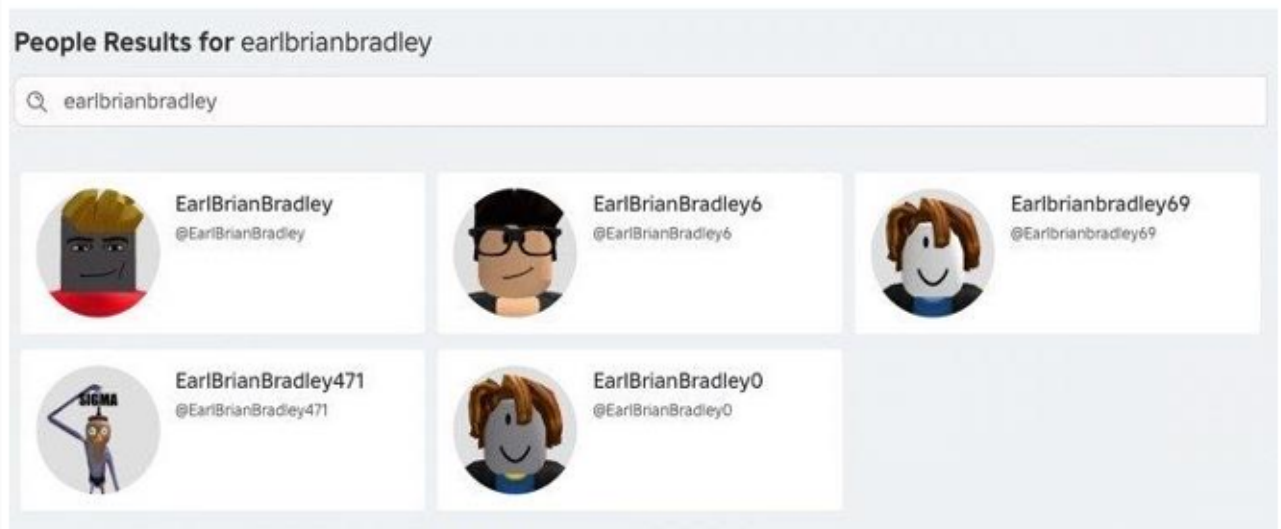 People Results for earlbrianbradley
earlbrianbradley
EarlBrianBradley
@EarlBrianBradley
EarlBrianBradley6
@EarlBrianBradley6
Earlbrianbradley69
@Earlbrianbradley69
SIGMA
EarlBrianBradley471
@EarlBrianBradley471
EarlBrianBradley0
@EarlBrianBradley0